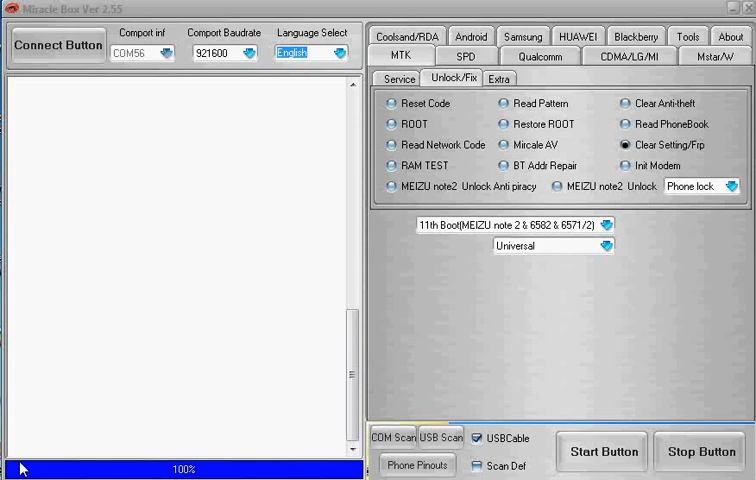 Miracle Box Ver 2.55
Connect Button
Comport inf
Comport Baudrate
Language Select
COM56
921600
English
Coolsand/RDA
Android
Samsung
HUAWEI
Blackberry
Tools
About
MTK
SPD
Qualcomm
CDMA/LG/MI
Mstar/W
Service
Unlock/Fix
Extra
Reset Code
Read Pattern
Clear Anti-theft
ROOT
Restore ROOT
Read PhoneBook
Read Network Code
Mircale AV
Clear Setting/Frp
RAM TEST
BT Addr Repair
Init Modem
MEIZU note2 Unlock Anti piracy
MEIZU note2 Unlock
Phone lock
11th Boot(MEIZU note 2 & 6582 & 6571/2)
Universal
COM Scan
USB Scan
USBCable
Start Button
Stop Button
Phone Pinouts
Scan Def
100%